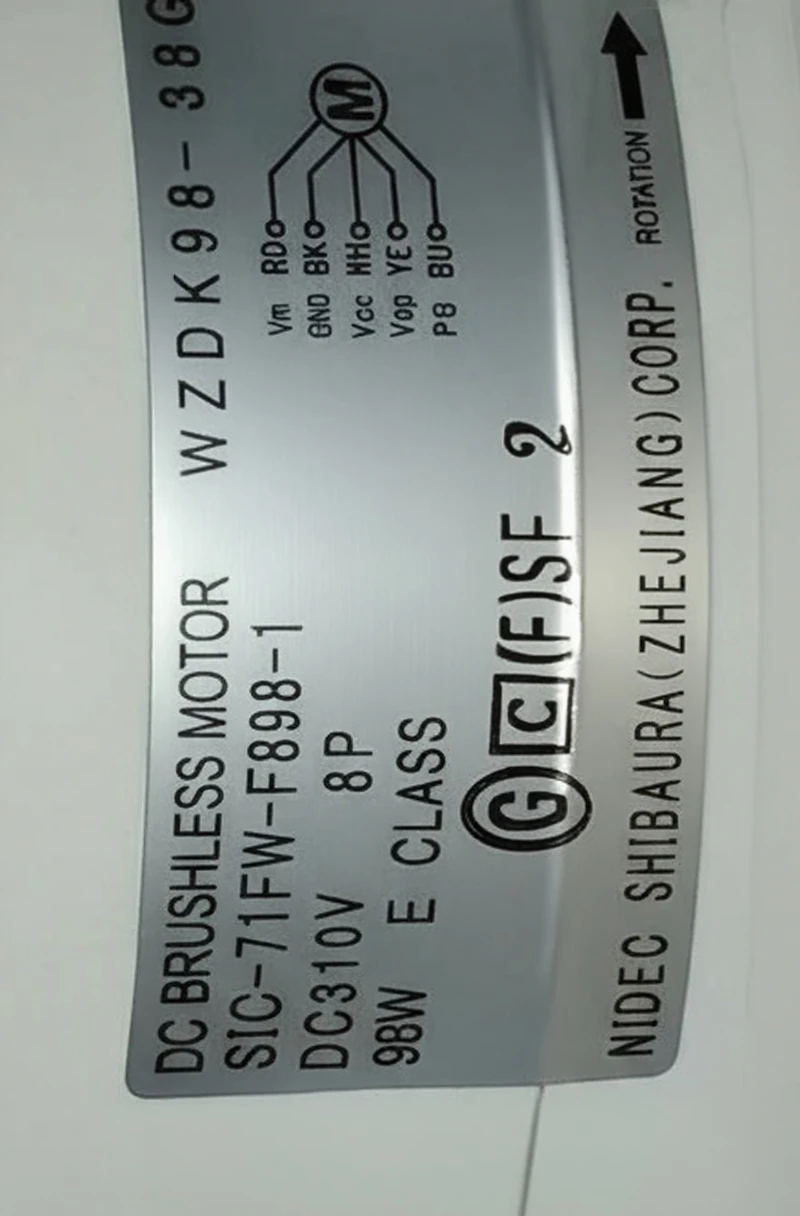 DC BRUSHLESS MOTOR WZDK98-38G
SIC-71FW-F898-1
DC310V 8P
98W E CLASS
M
Vm RD
GND BK
Vcc WH
Vop YE
PG BU
G C (F)SF 2
NIDEC SHIBAURA(ZHEJIANG)CORP. ROTATION